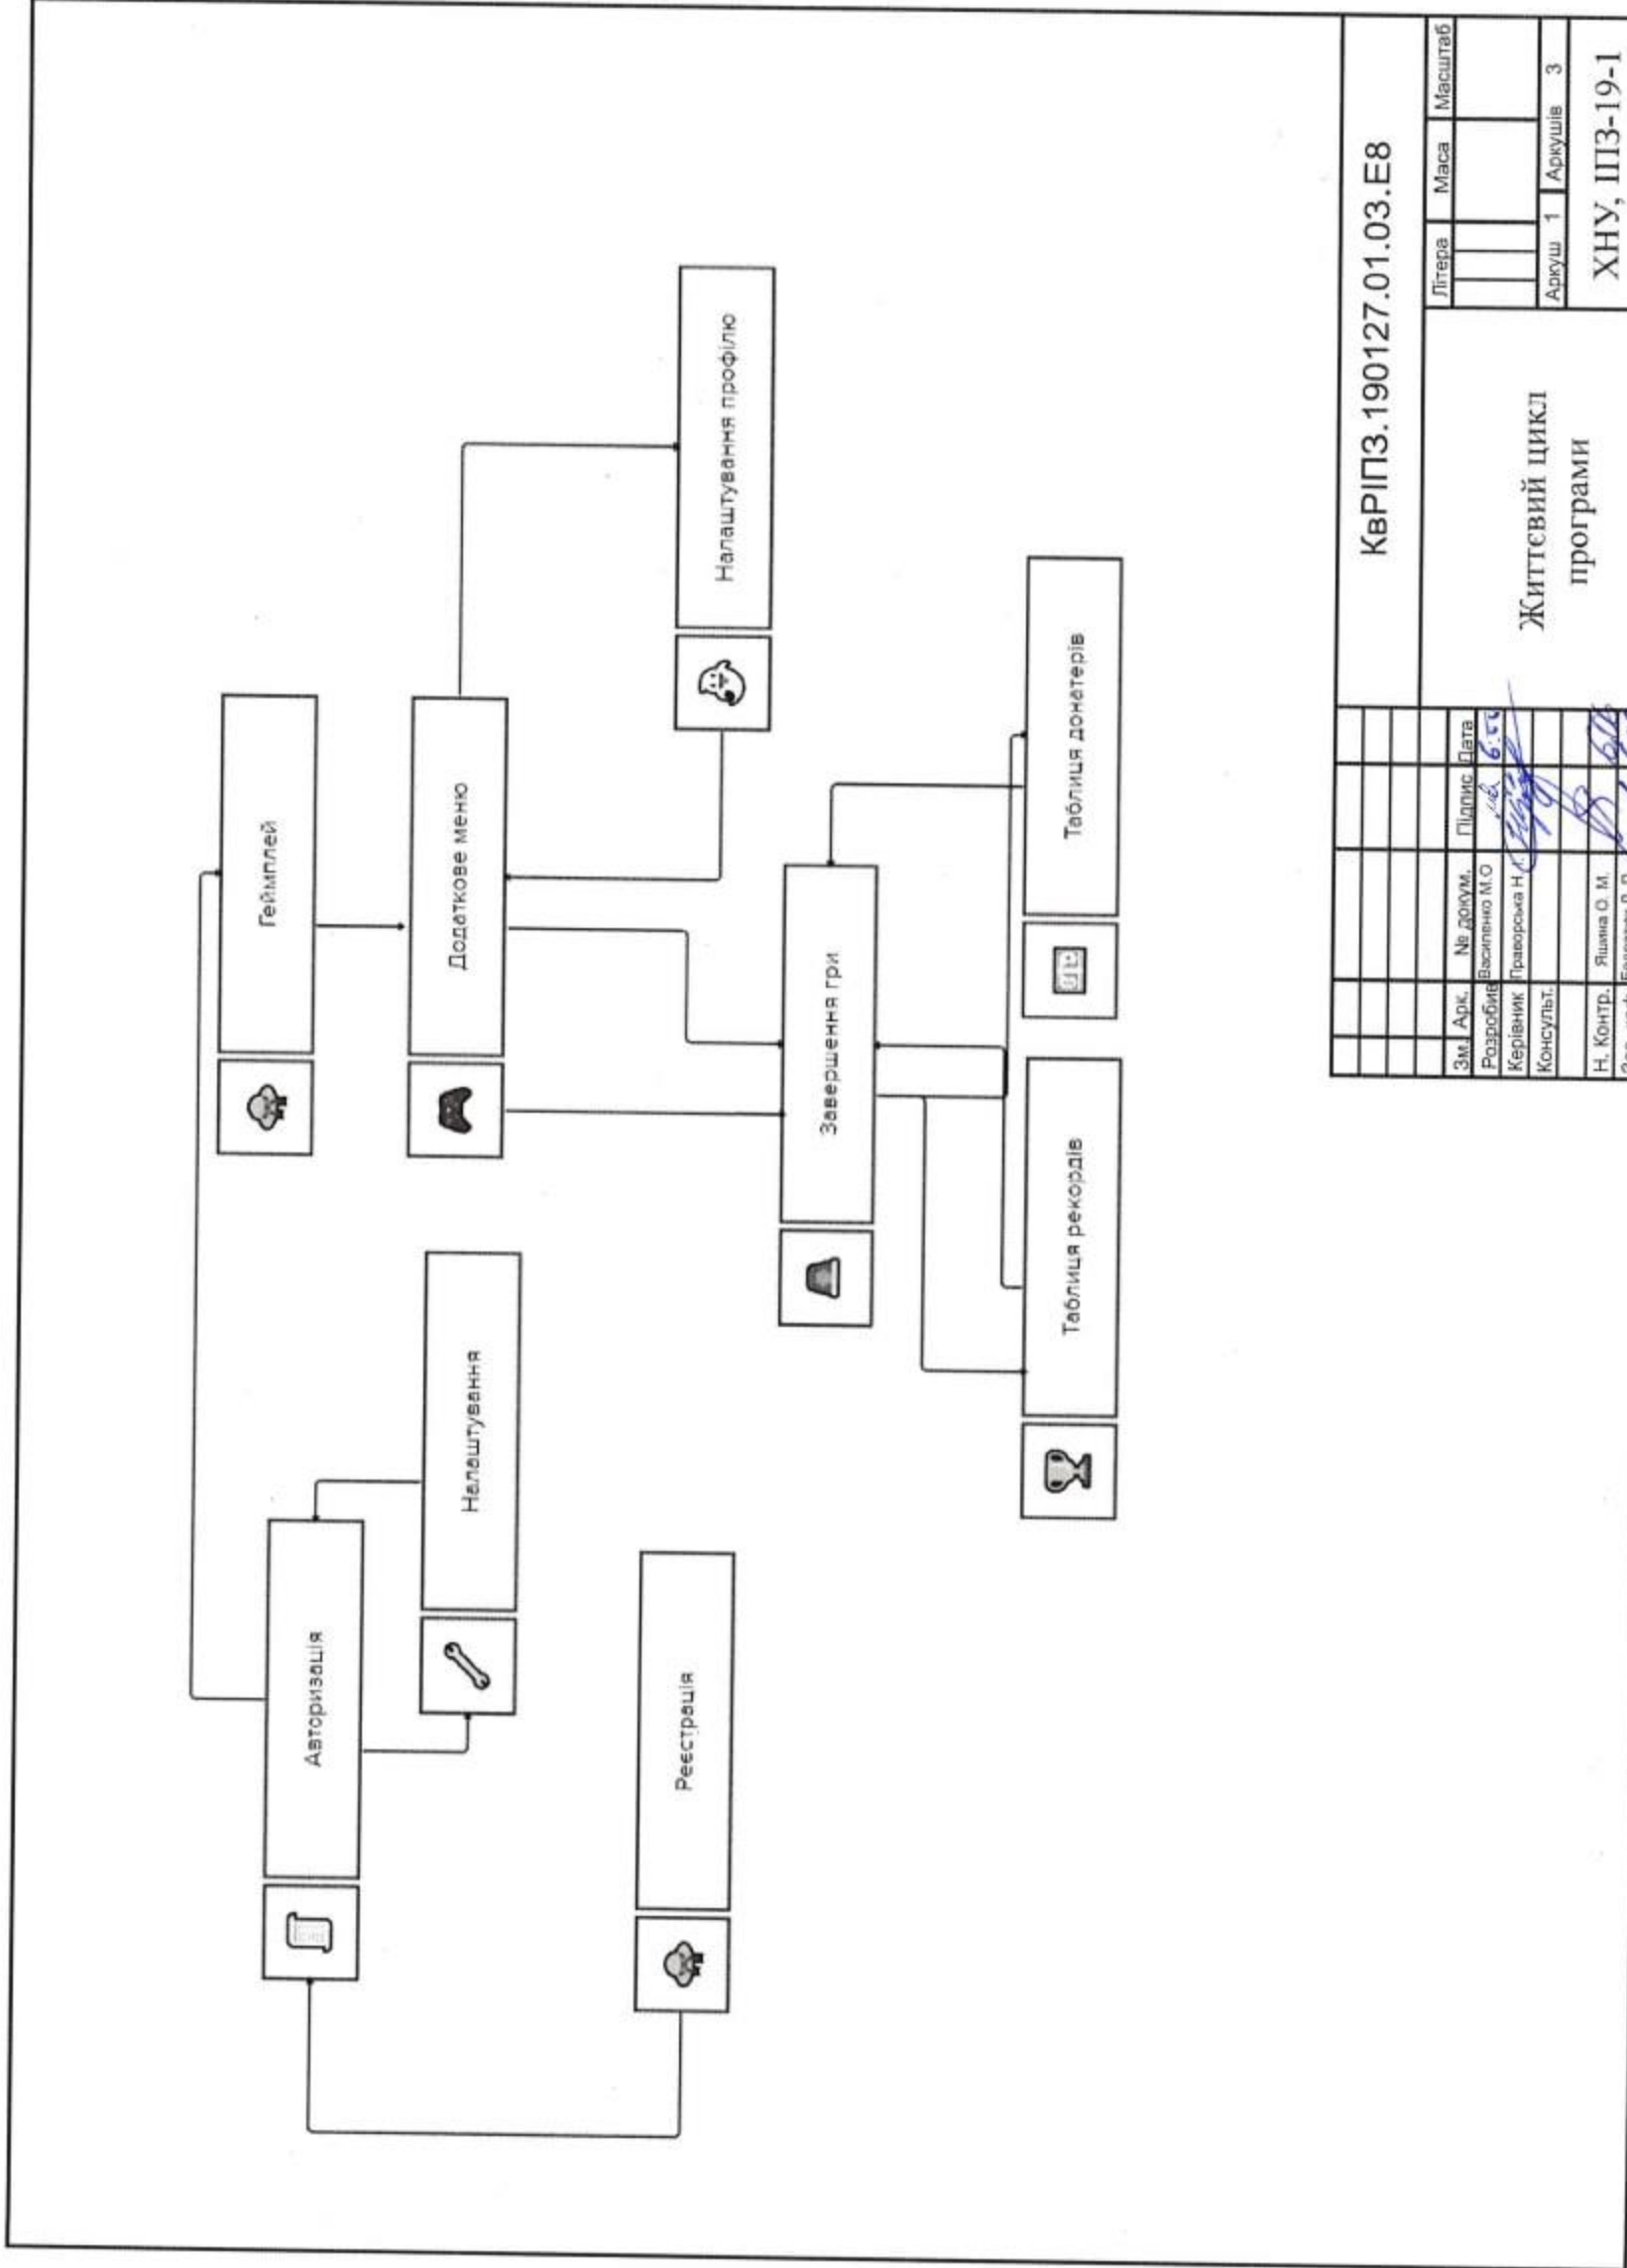 Геймплей
Авторизація
Додаткове меню
Налаштування
Реєстрація
Налаштування профілю
Завершення гри
Таблиця рекордів
Таблиця донатерів
КвРІПЗ.190127.01.03.Е8
Зм. Арк. № докум. Підпис Дата
Розробив Василенко М.О
Керівник Праворська Н.
Консульт.
Н. Контр. Яшина О. М.
Життєвий цикл
програми
Літера Маса Масштаб
Аркуш 1 Аркушів 3
ХНУ, ІПЗ-19-1